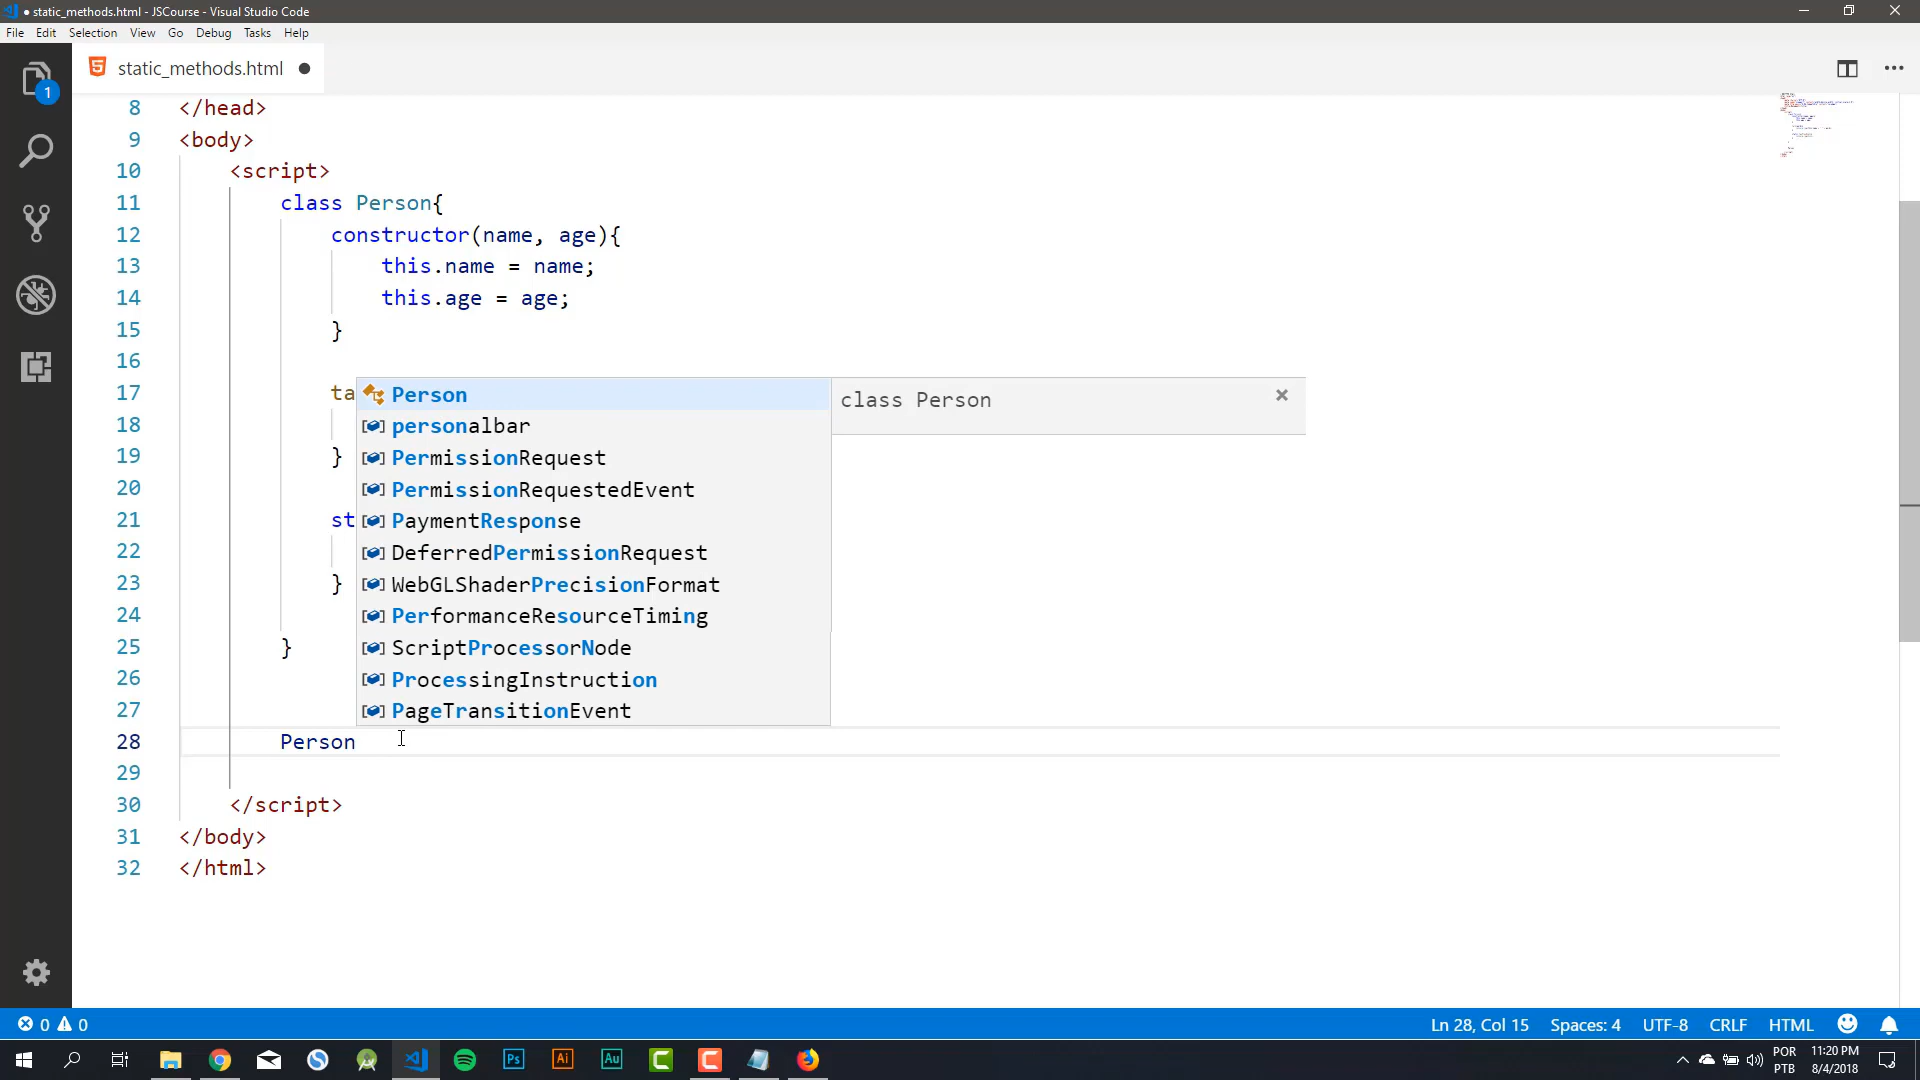 static_methods.html - JSCourse - Visual Studio Code
File Edit Selection View Go Debug Tasks Help
1
static_methods.html
8 </head>
9 <body>
10 <script>
11 class Person{
12 constructor(name, age){
13 this.name = name;
14 this.age = age;
15 }
16
17 ta Person class Person
18 personalbar
19 } PermissionRequest
20 PermissionRequestedEvent
21 st PaymentResponse
22 DeferredPermissionRequest
23 } WebGLShaderPrecisionFormat
24 PerformanceResourceTiming
25 } ScriptProcessorNode
26 ProcessingInstruction
27 PageTransitionEvent
28 Person
29
30 </script>
31 </body>
32 </html>
0 0 Ln 28, Col 15 Spaces: 4 UTF-8 CRLF HTML
Ps Ai Au POR 11:20 PM
PTB 8/4/2018